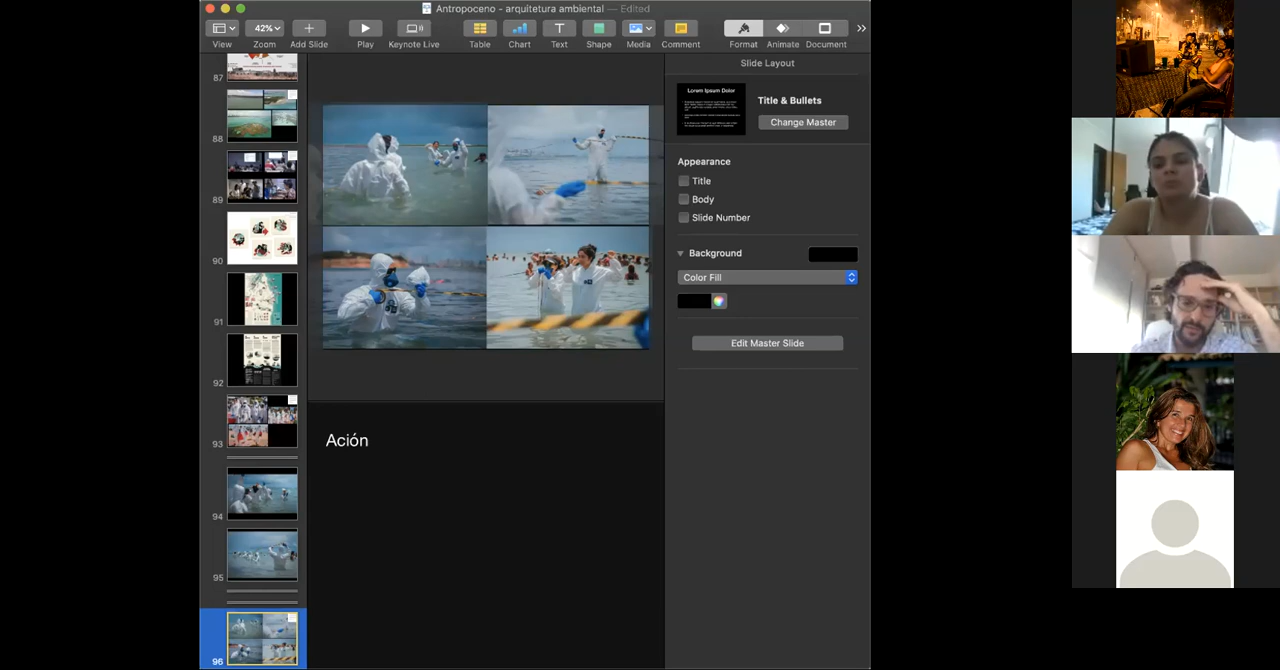 Antropoceno - arquitetura ambiental — Edited
42%
View
Zoom
Add Slide
Play
Keynote Live
Table
Chart
Text
Shape
Media
Comment
Format
Animate
Document
87
88
89
90
91
92
93
94
95
96
Ación
Slide Layout
Lorem Ipsum Dolor
Title & Bullets
Change Master
Appearance
Title
Body
Slide Number
Background
Color Fill
Edit Master Slide